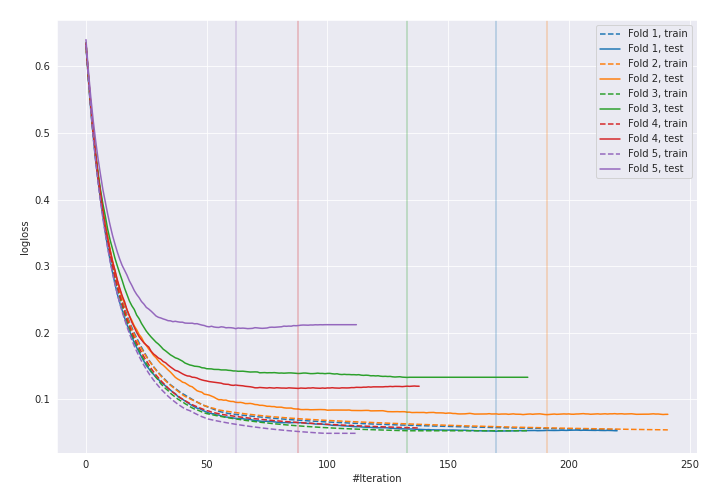 Fold 1, train
Fold 1, test
Fold 2, train
Fold 2, test
Fold 3, train
Fold 3, test
Fold 4, train
Fold 4, test
Fold 5, train
Fold 5, test
logloss
0.6
0.5
0.4
0.3
0.2
0.1
0 50 100 150 200 250
#Iteration